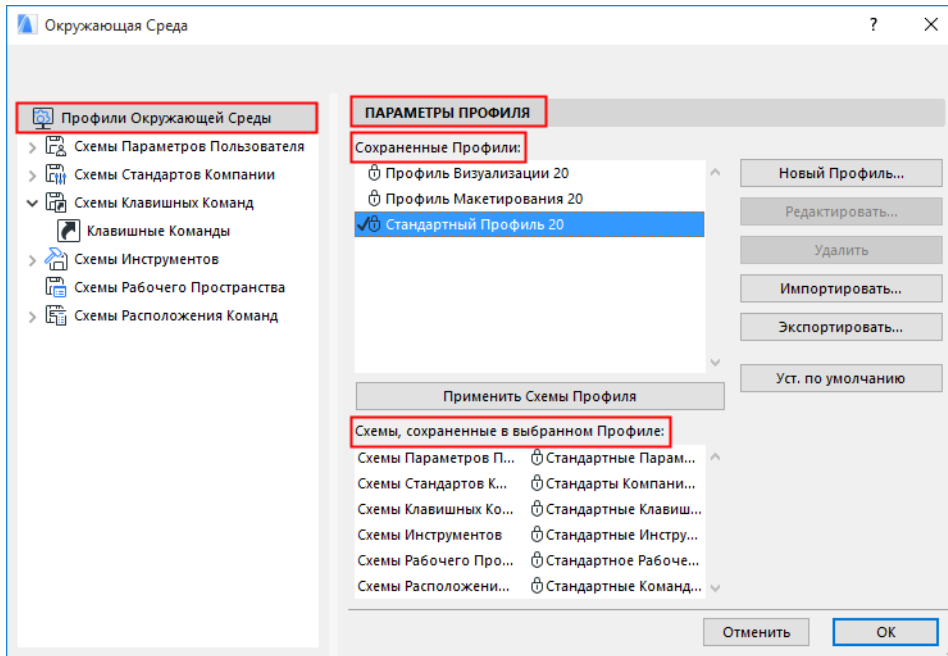 Окружающая Среда
?
Профили Окружающей Среды
Схемы Параметров Пользователя
Схемы Стандартов Компании
Схемы Клавишных Команд
Клавишные Команды
Схемы Инструментов
Схемы Рабочего Пространства
Схемы Расположения Команд
ПАРАМЕТРЫ ПРОФИЛЯ
Сохраненные Профили:
Профиль Визуализации 20
Профиль Макетирования 20
Стандартный Профиль 20
Новый Профиль...
Редактировать...
Удалить
Импортировать...
Экспортировать...
Уст. по умолчанию
Применить Схемы Профиля
Схемы, сохраненные в выбранном Профиле:
Схемы Параметров П... Стандартные Парам...
Схемы Стандартов К... Стандарты Компани...
Схемы Клавишных Ко... Стандартные Клавиш...
Схемы Инструментов Стандартные Инстру...
Схемы Рабочего Про... Стандартное Рабоче...
Схемы Расположени... Стандартные Команд...
Отменить
ОК